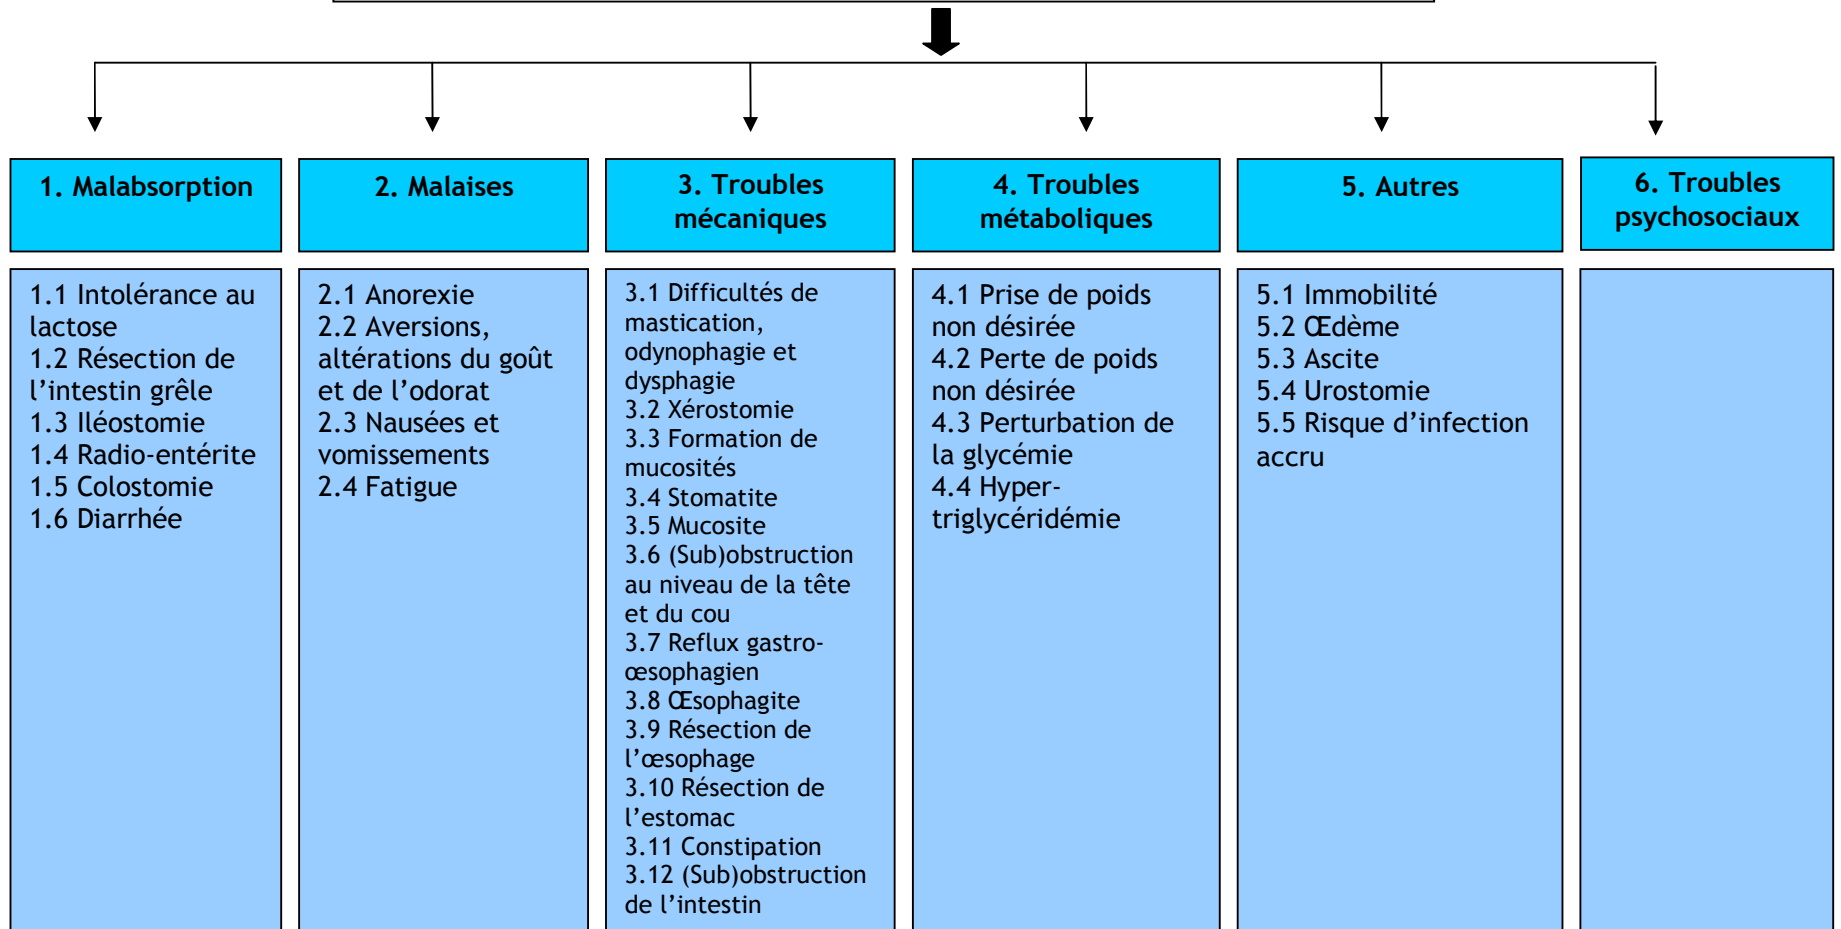 1. Malabsorption
1.1 Intolérance au
lactose
1.2 Résection de
l’intestin grêle
1.3 Iléostomie
1.4 Radio-entérite
1.5 Colostomie
1.6 Diarrhée
2. Malaises
2.1 Anorexie
2.2 Aversions,
altérations du goût
et de l’odorat
2.3 Nausées et
vomissements
2.4 Fatigue
3. Troubles
mécaniques
3.1 Difficultés de
mastication,
odynophagie et
dysphagie
3.2 Xérostomie
3.3 Formation de
mucosités
3.4 Stomatite
3.5 Mucosite
3.6 (Sub)obstruction
au niveau de la tête
et du cou
3.7 Reflux gastro-
œsophagien
3.8 Œsophagite
3.9 Résection de
l’œsophage
3.10 Résection de
l’estomac
3.11 Constipation
3.12 (Sub)obstruction
de l’intestin
4. Troubles
métaboliques
4.1 Prise de poids
non désirée
4.2 Perte de poids
non désirée
4.3 Perturbation de
la glycémie
4.4 Hyper-
triglycéridémie
5. Autres
5.1 Immobilité
5.2 Œdème
5.3 Ascite
5.4 Urostomie
5.5 Risque d’infection
accru
6. Troubles
psychosociaux